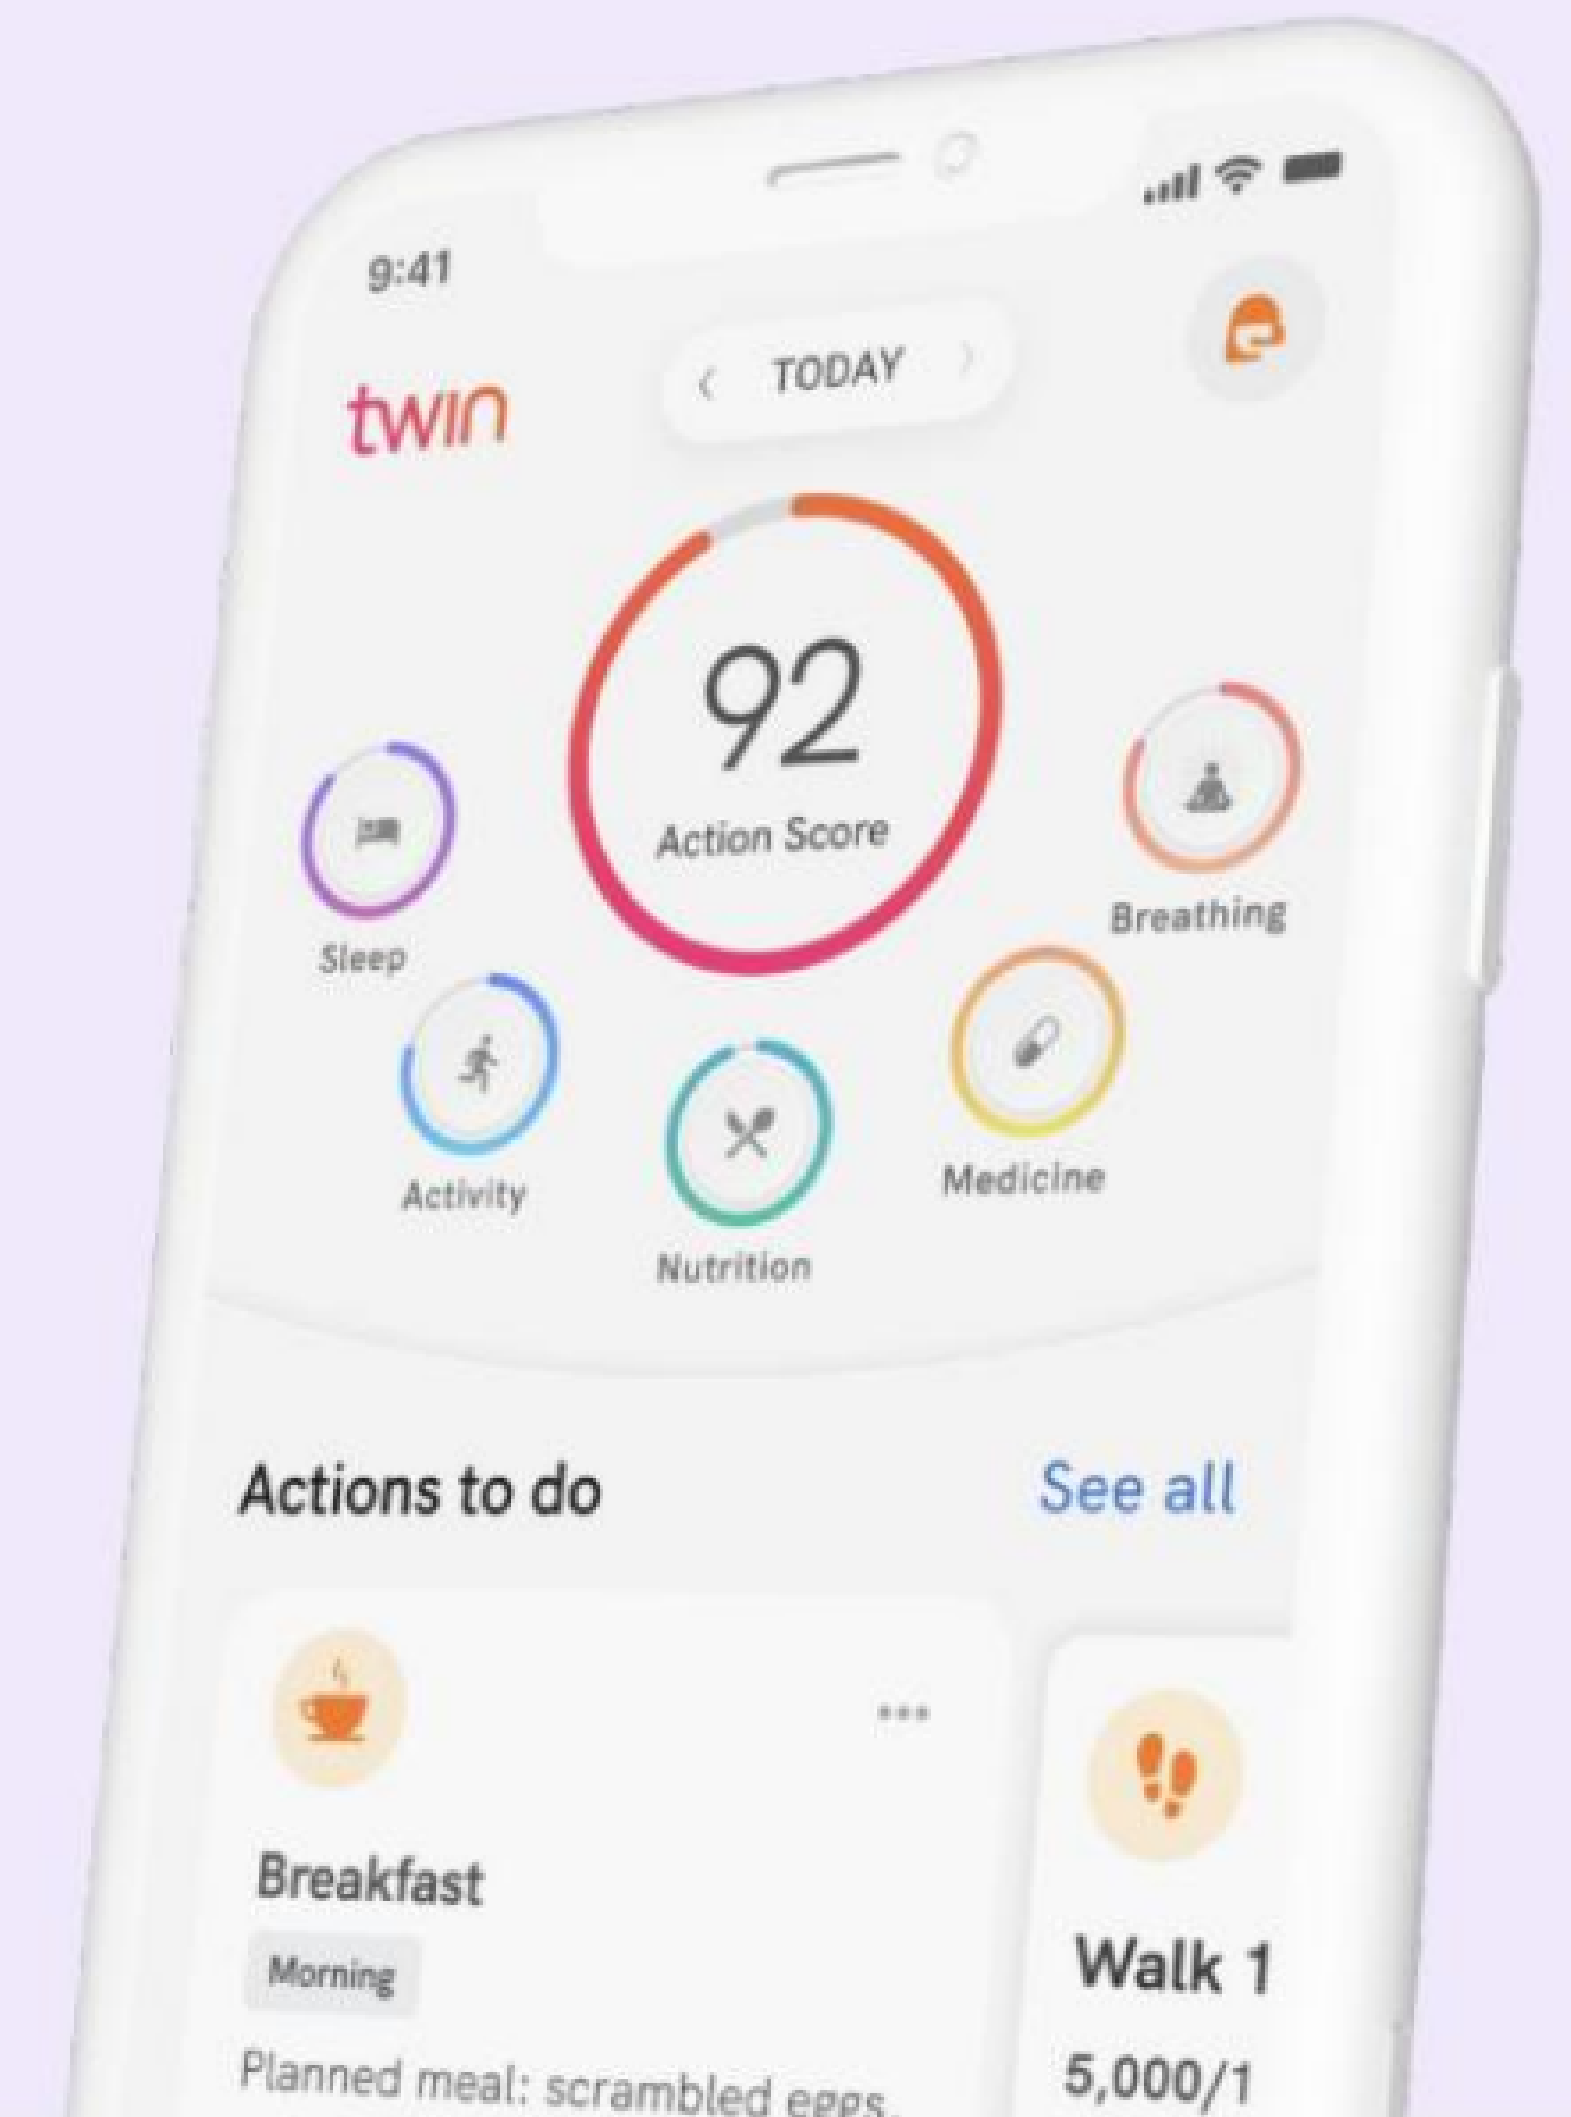 9:41
twin
TODAY
92
Action Score
Sleep
Breathing
Activity
Medicine
Nutrition
Actions to do
See all
Breakfast
Morning
Planned meal: scrambled eggs,
Walk 1
5,000/1